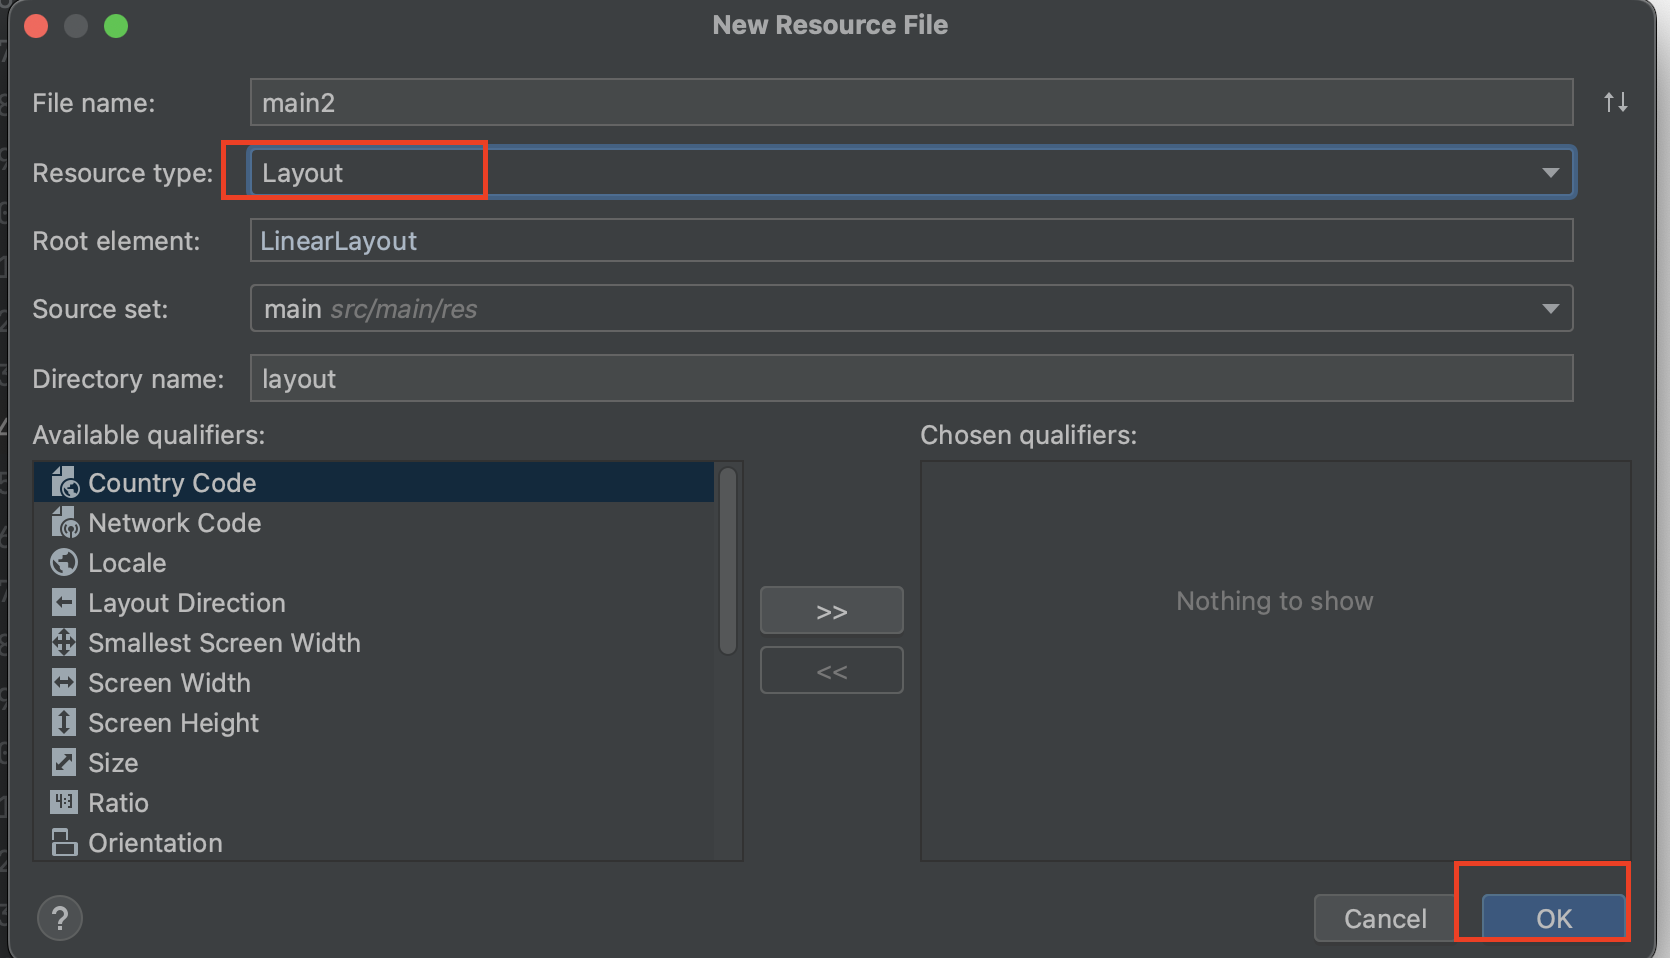 New Resource File
File name: main2
Resource type: Layout
Root element: LinearLayout
Source set: main src/main/res
Directory name: layout
Available qualifiers:
Country Code
Network Code
Locale
Layout Direction
Smallest Screen Width
Screen Width
Screen Height
Size
4:3 Ratio
Orientation
>>
<<
Chosen qualifiers:
Nothing to show
?
Cancel
OK